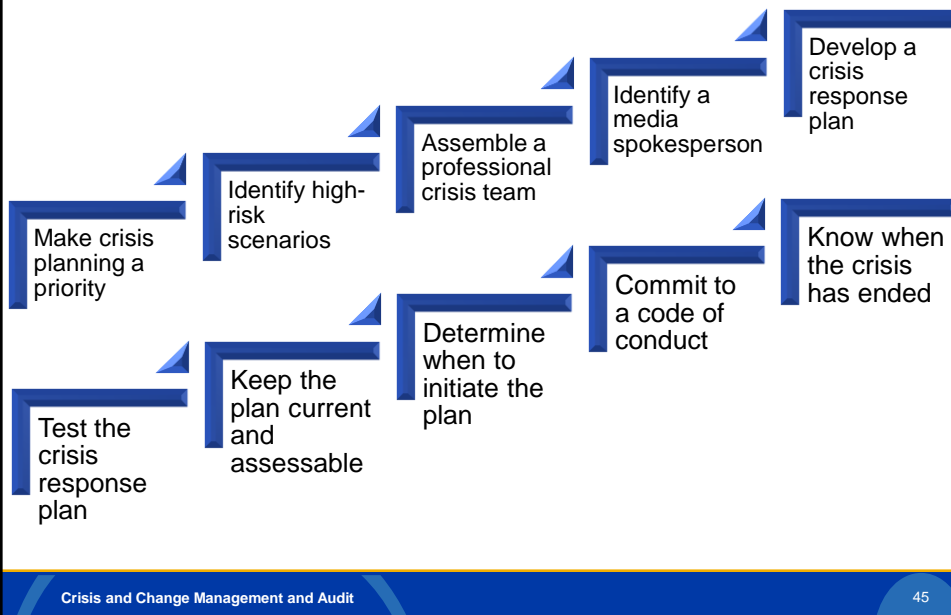 Make crisis
planning a
priority
Identify high-
risk
scenarios
Assemble a
professional
crisis team
Identify a
media
spokesperson
Develop a
crisis
response
plan
Test the
crisis
response
plan
Keep the
plan current
and
assessable
Determine
when to
initiate the
plan
Commit to
a code of
conduct
Know when
the crisis
has ended
Crisis and Change Management and Audit
45